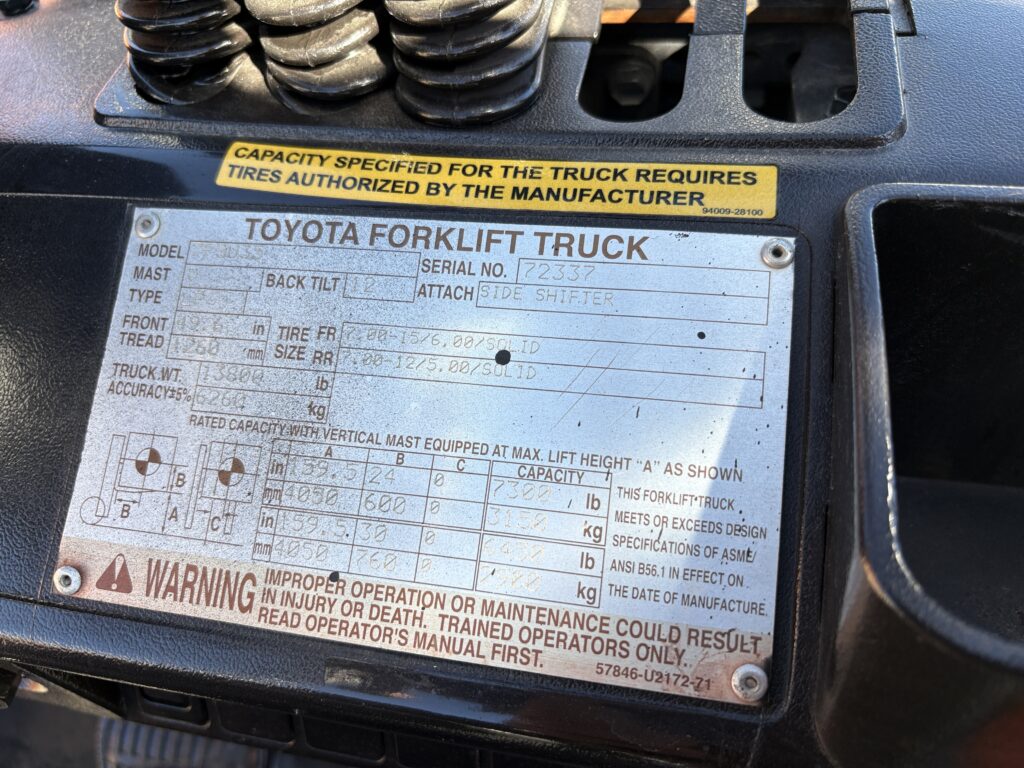 CAPACITY SPECIFIED FOR THE TRUCK REQUIRES
TIRES AUTHORIZED BY THE MANUFACTURER
94009-28100
TOYOTA FORKLIFT TRUCK
MODEL
SERIAL NO. 72337
MAST
BACK TILT 12
ATTACH SIDE SHIFTER
TYPE
FRONT TREAD 49.6 in
1260 mm
TIRE SIZE FR 7.00-15/6.00/SOLID
RR 7.00-12/5.00/SOLID
TRUCK WT. 13800 lb
ACCURACY±5% 6260 kg
RATED CAPACITY WITH VERTICAL MAST EQUIPPED AT MAX. LIFT HEIGHT "A" AS SHOWN
A B C CAPACITY
in 159.5 24 0 7300 lb
mm 4050 600 0 3150 kg
in 159.5 30 0 lb
mm 4050 760 0 kg
B
B A C
THIS FORKLIFT TRUCK
MEETS OR EXCEEDS DESIGN
SPECIFICATIONS OF ASME
ANSI B56.1 IN EFFECT ON
THE DATE OF MANUFACTURE.
WARNING
IMPROPER OPERATION OR MAINTENANCE COULD RESULT
IN INJURY OR DEATH. TRAINED OPERATORS ONLY.
READ OPERATOR'S MANUAL FIRST.
57846-U2172-71